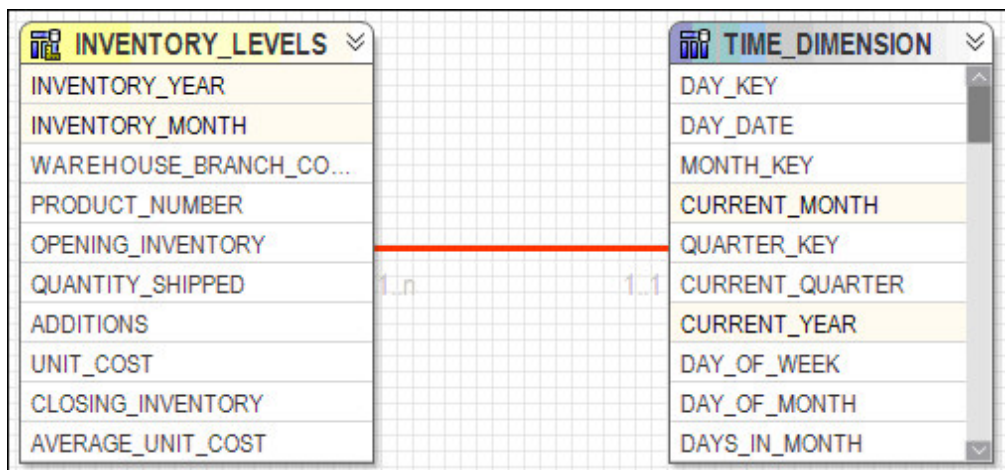 INVENTORY_LEVELS
INVENTORY_YEAR
INVENTORY_MONTH
WAREHOUSE_BRANCH_CO...
PRODUCT_NUMBER
OPENING_INVENTORY
QUANTITY_SHIPPED
ADDITIONS
UNIT_COST
CLOSING_INVENTORY
AVERAGE_UNIT_COST
1..n
1..1
TIME_DIMENSION
DAY_KEY
DAY_DATE
MONTH_KEY
CURRENT_MONTH
QUARTER_KEY
CURRENT_QUARTER
CURRENT_YEAR
DAY_OF_WEEK
DAY_OF_MONTH
DAYS_IN_MONTH